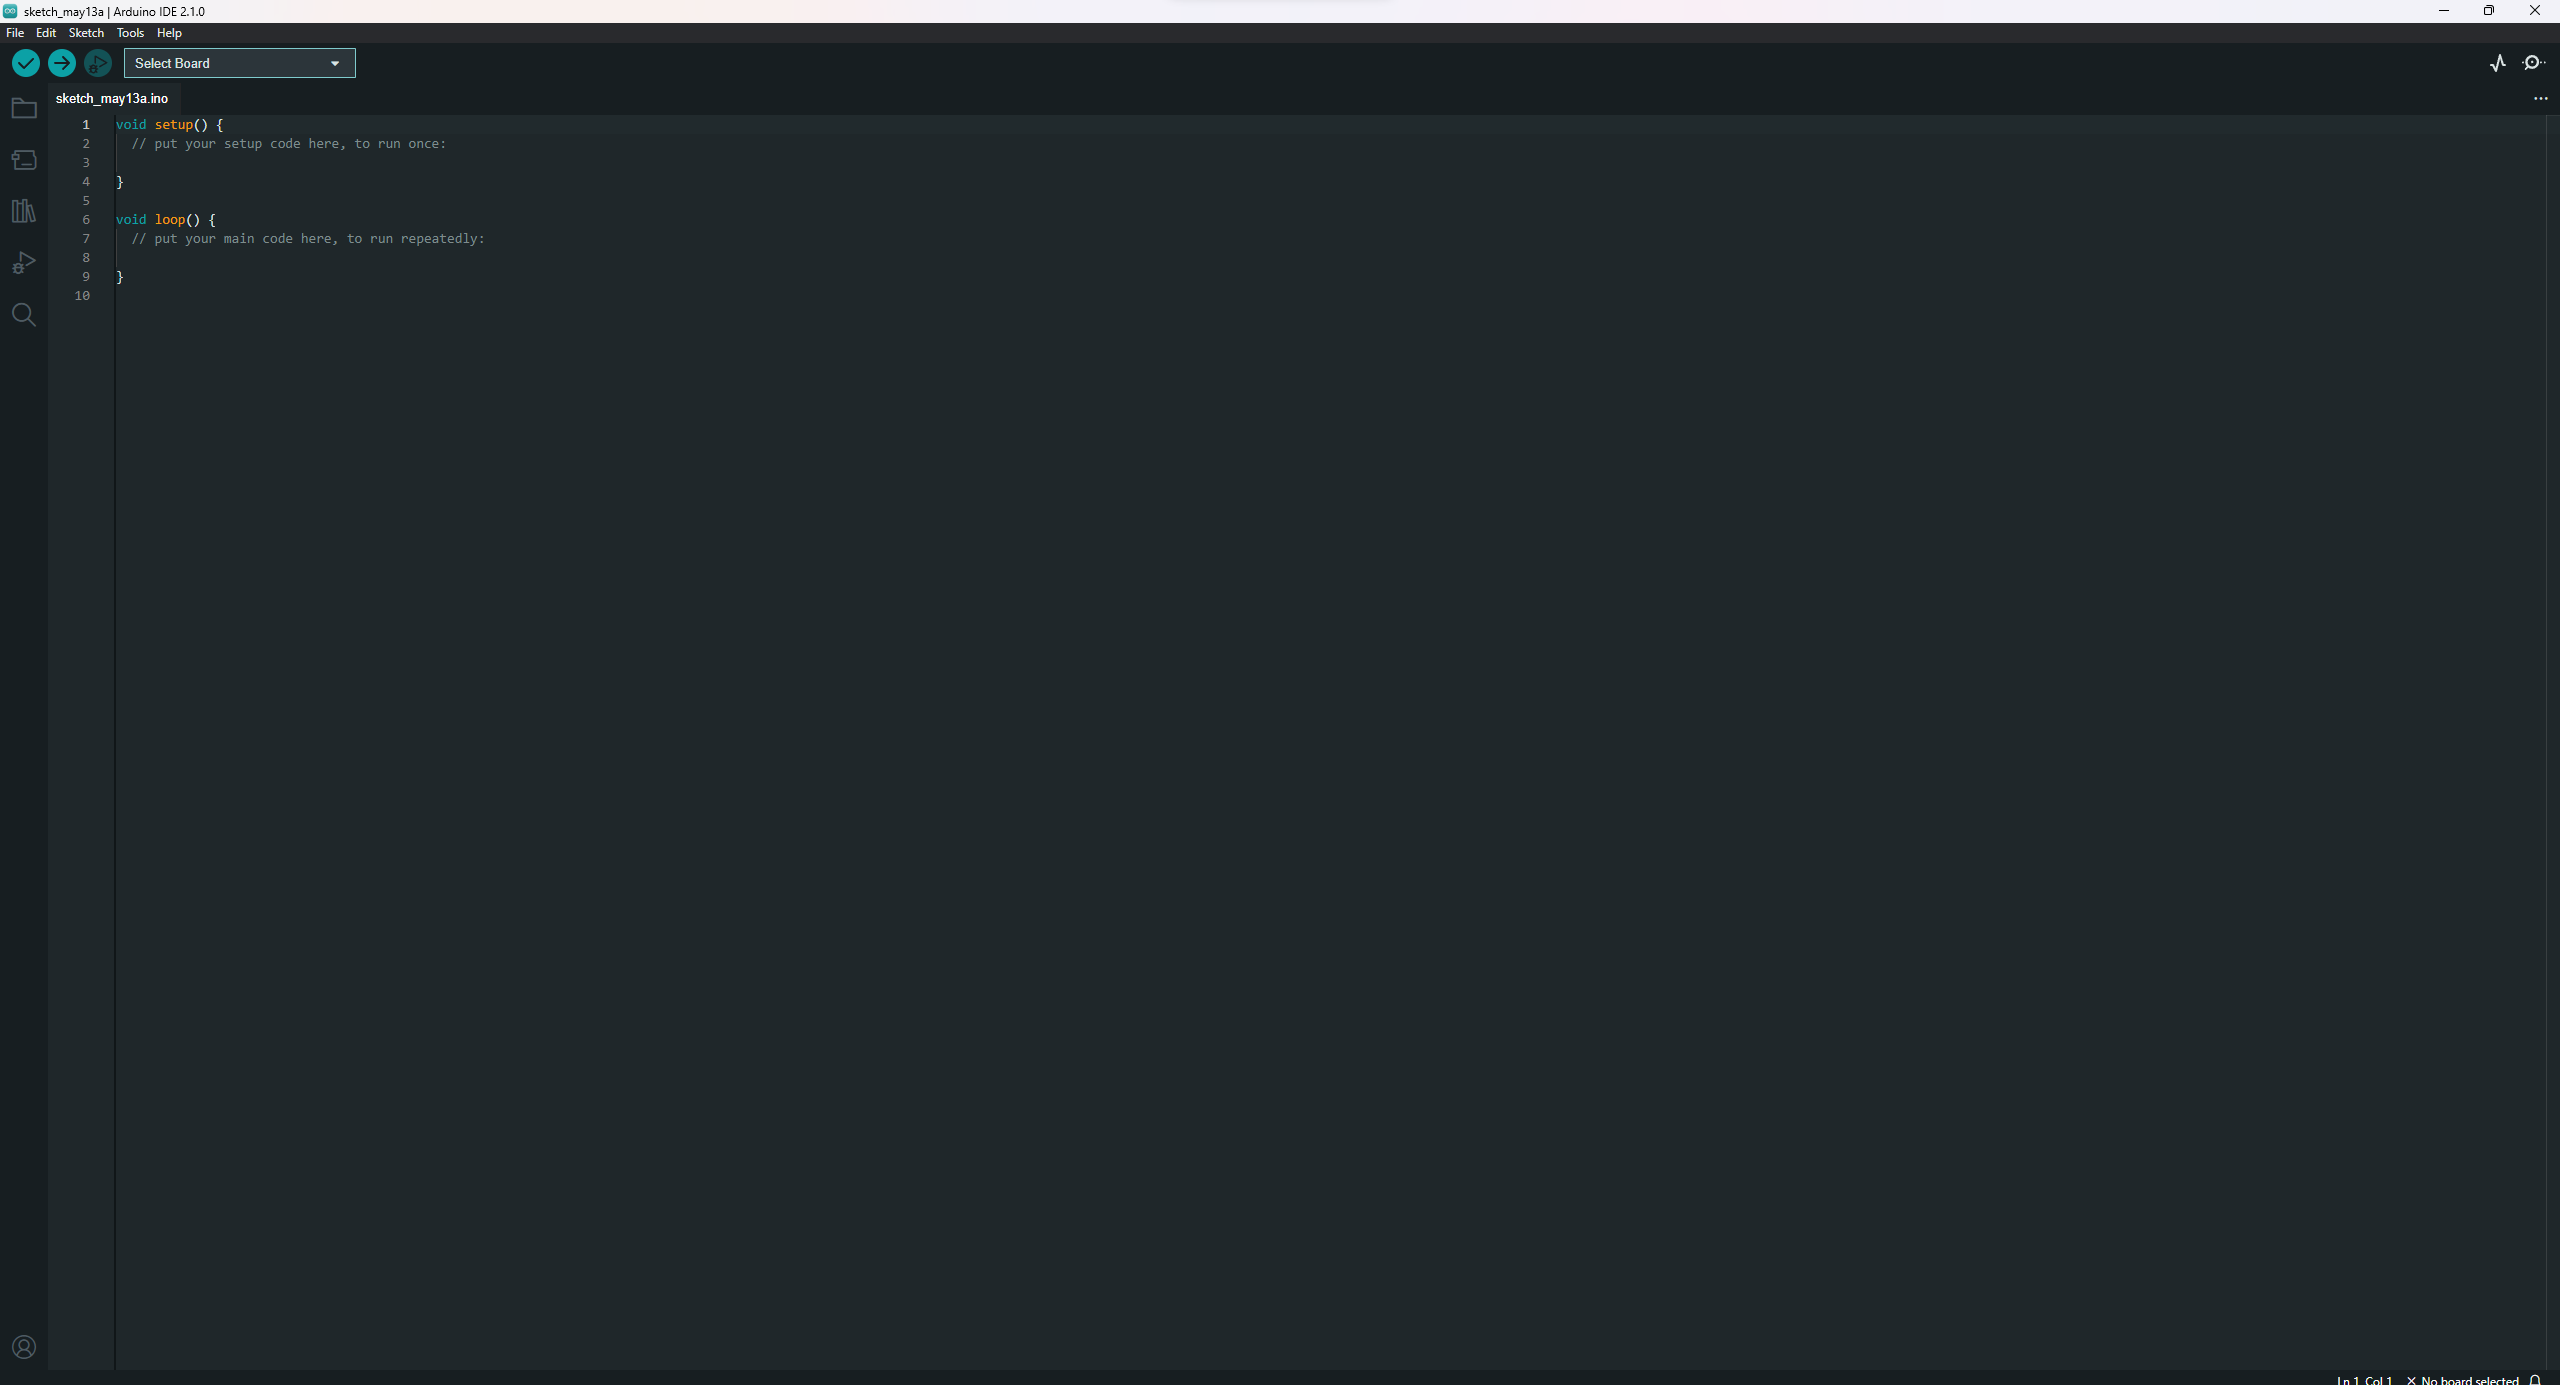 sketch_may13a | Arduino IDE 2.1.0
File Edit Sketch Tools Help
Select Board
sketch_may13a.ino
1 void setup() {
2 // put your setup code here, to run once:
3
4 }
5
6 void loop() {
7 // put your main code here, to run repeatedly:
8
9 }
10
Ln 1, Col 1 × No board selected